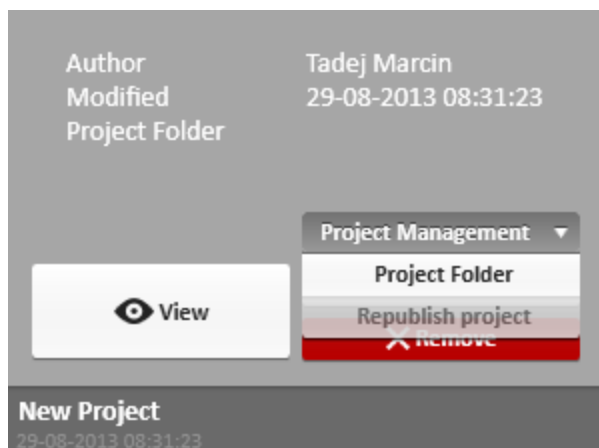 Author Tadej Marcin
Modified 29-08-2013 08:31:23
Project Folder
Project Management
Project Folder
View
Republish project
Remove
New Project
29-08-2013 08:31:23